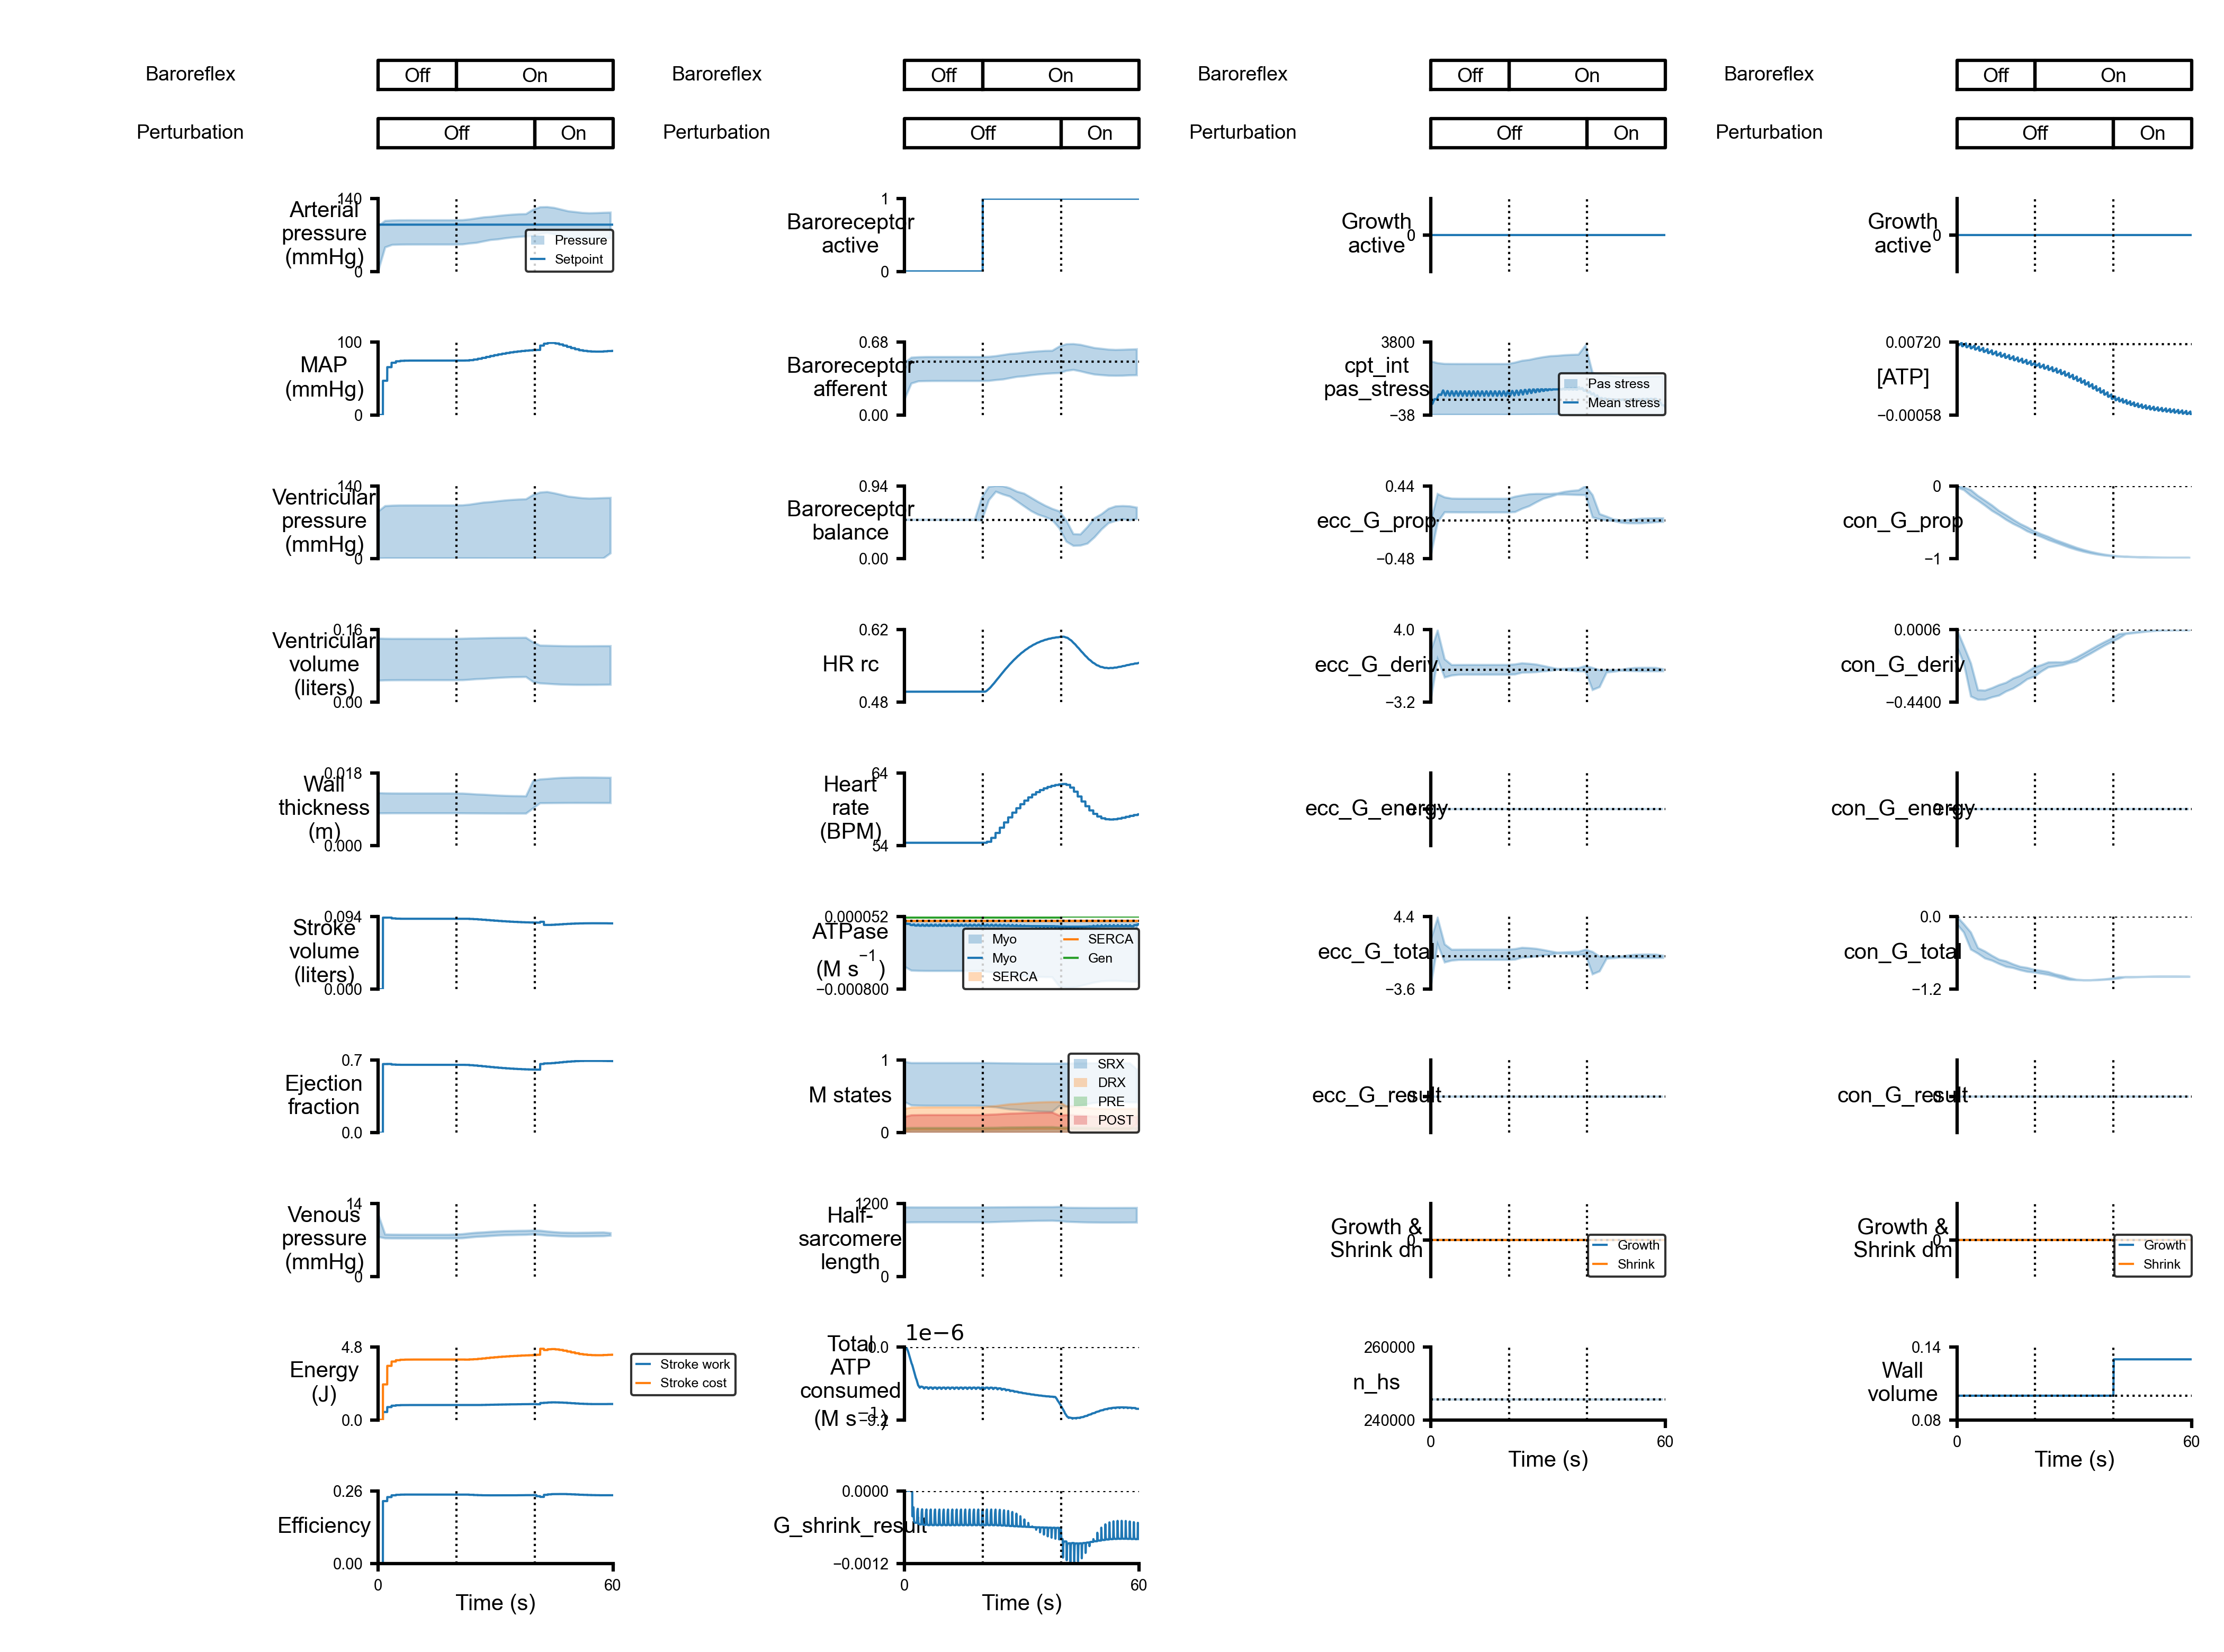 Baroreflex
Off
On
Baroreflex
Off
On
Baroreflex
Off
On
Baroreflex
Off
On
Perturbation
Off
On
Perturbation
Off
On
Perturbation
Off
On
Perturbation
Off
On
Arterial
pressure
(mmHg)
140
0
Pressure
Setpoint
MAP
(mmHg)
100
0
Ventricular
pressure
(mmHg)
140
0
Ventricular
volume
(liters)
0.16
0.00
Wall
thickness
(m)
0.018
0.000
Stroke
volume
(liters)
0.094
0.000
Ejection
fraction
0.7
0.0
Venous
pressure
(mmHg)
14
0
Energy
(J)
4.8
0.0
Stroke work
Stroke cost
Efficiency
0.26
0.00
0
60
Time (s)
Baroreceptor
active
1
0
Baroreceptor
afferent
0.68
0.00
Baroreceptor
balance
0.94
0.00
HR rc
0.62
0.48
Heart
rate
(BPM)
64
54
ATPase
(M s−1)
0.000052
−0.000800
Myo
Myo
SERCA
SERCA
Gen
M states
1
0
SRX
DRX
PRE
POST
Half-
sarcomere
length
1200
0
1e−6
Total
ATP
consumed
(M s−1)
0.0
−9.2
G_shrink_result
0.0000
−0.0012
0
60
Time (s)
Growth
active
0
cpt_int
pas_stress
3800
−38
Pas stress
Mean stress
ecc_G_prop
0.44
−0.48
ecc_G_deriv
4.0
−3.2
ecc_G_energy
0
ecc_G_total
4.4
−3.6
ecc_G_result
0
Growth &
Shrink dn
0
Growth
Shrink
n_hs
260000
240000
0
60
Time (s)
Growth
active
0
[ATP]
0.00720
−0.00058
con_G_prop
0
−1
con_G_deriv
0.0006
−0.4400
con_G_energy
con_G_total
0.0
−1.2
con_G_result
0
Growth &
Shrink dm
0
Growth
Shrink
Wall
volume
0.14
0.08
0
60
Time (s)